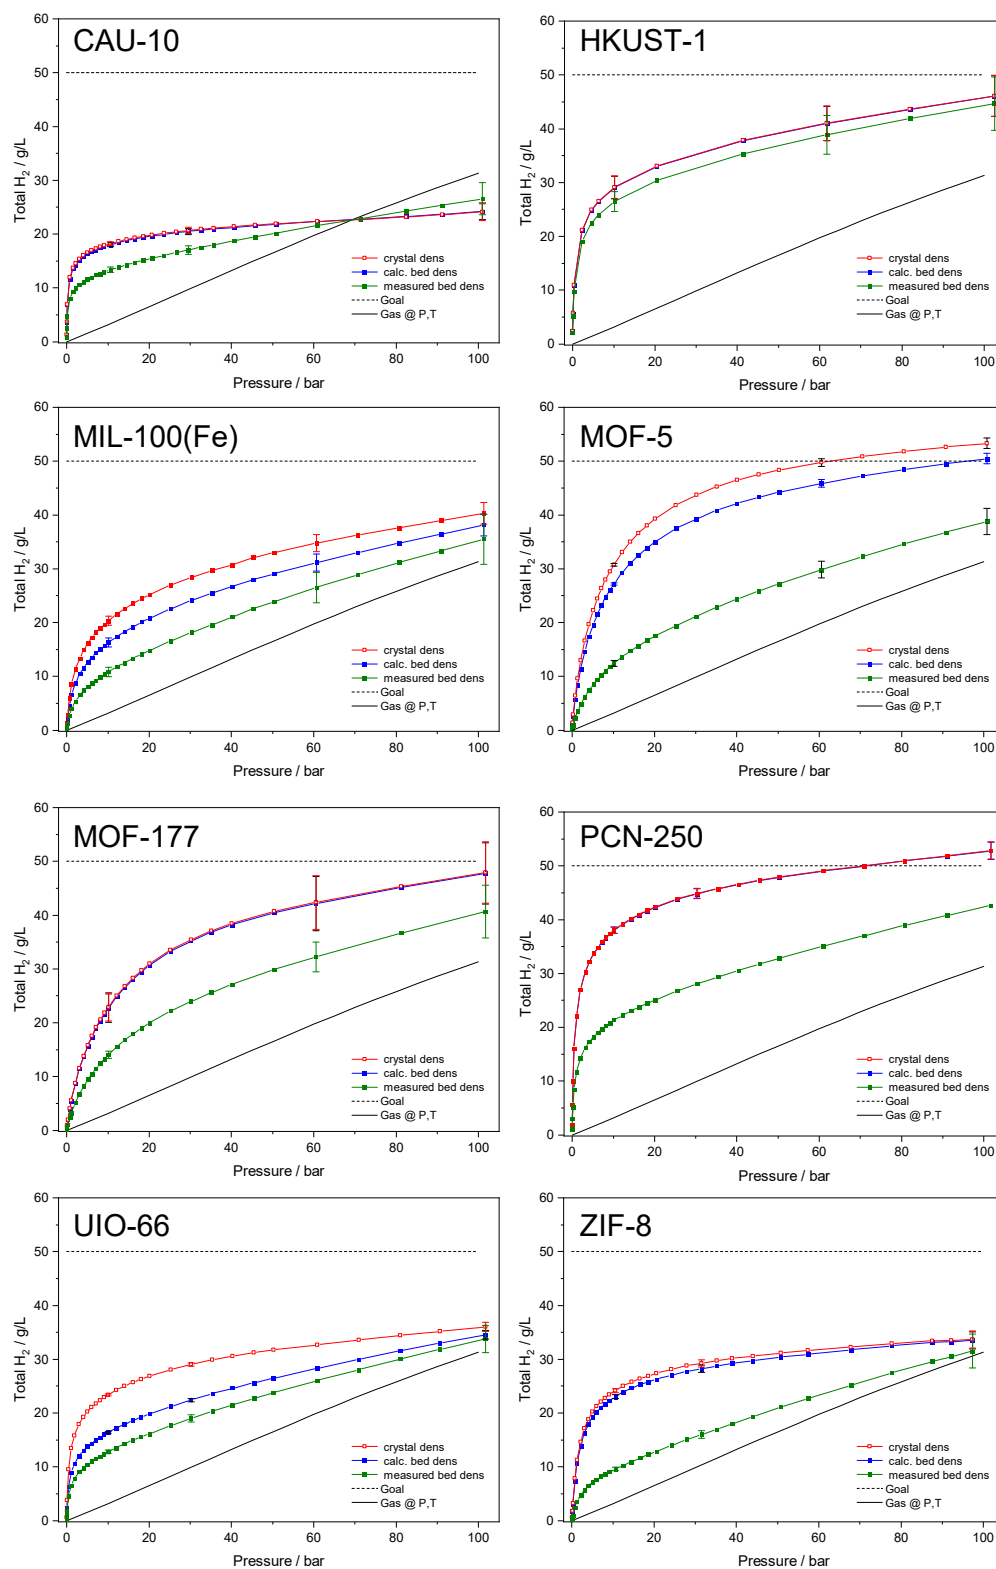 CAU-10
Total H2 / g/L
60
50
40
30
20
10
0
crystal dens
calc. bed dens
measured bed dens
Goal
Gas @ P,T
0 20 40 60 80 100
Pressure / bar
HKUST-1
Total H2 / g/L
60
50
40
30
20
10
0
crystal dens
calc. bed dens
measured bed dens
Goal
Gas @ P,T
0 20 40 60 80 100
Pressure / bar
MIL-100(Fe)
Total H2 / g/L
60
50
40
30
20
10
0
crystal dens
calc. bed dens
measured bed dens
Goal
Gas @ P,T
0 20 40 60 80 100
Pressure / bar
MOF-5
Total H2 / g/L
60
50
40
30
20
10
0
crystal dens
calc. bed dens
measured bed dens
Goal
Gas @ P,T
0 20 40 60 80 100
Pressure / bar
MOF-177
Total H2 / g/L
60
50
40
30
20
10
0
crystal dens
calc. bed dens
measured bed dens
Goal
Gas @ P,T
0 20 40 60 80 100
Pressure / bar
PCN-250
Total H2 / g/L
60
50
40
30
20
10
0
crystal dens
calc. bed dens
measured bed dens
Goal
Gas @ P,T
0 20 40 60 80 100
Pressure / bar
UIO-66
Total H2 / g/L
60
50
40
30
20
10
0
crystal dens
calc. bed dens
measured bed dens
Goal
Gas @ P,T
0 20 40 60 80 100
Pressure / bar
ZIF-8
Total H2 / g/L
60
50
40
30
20
10
0
crystal dens
calc. bed dens
measured bed dens
Goal
Gas @ P,T
0 20 40 60 80 100
Pressure / bar